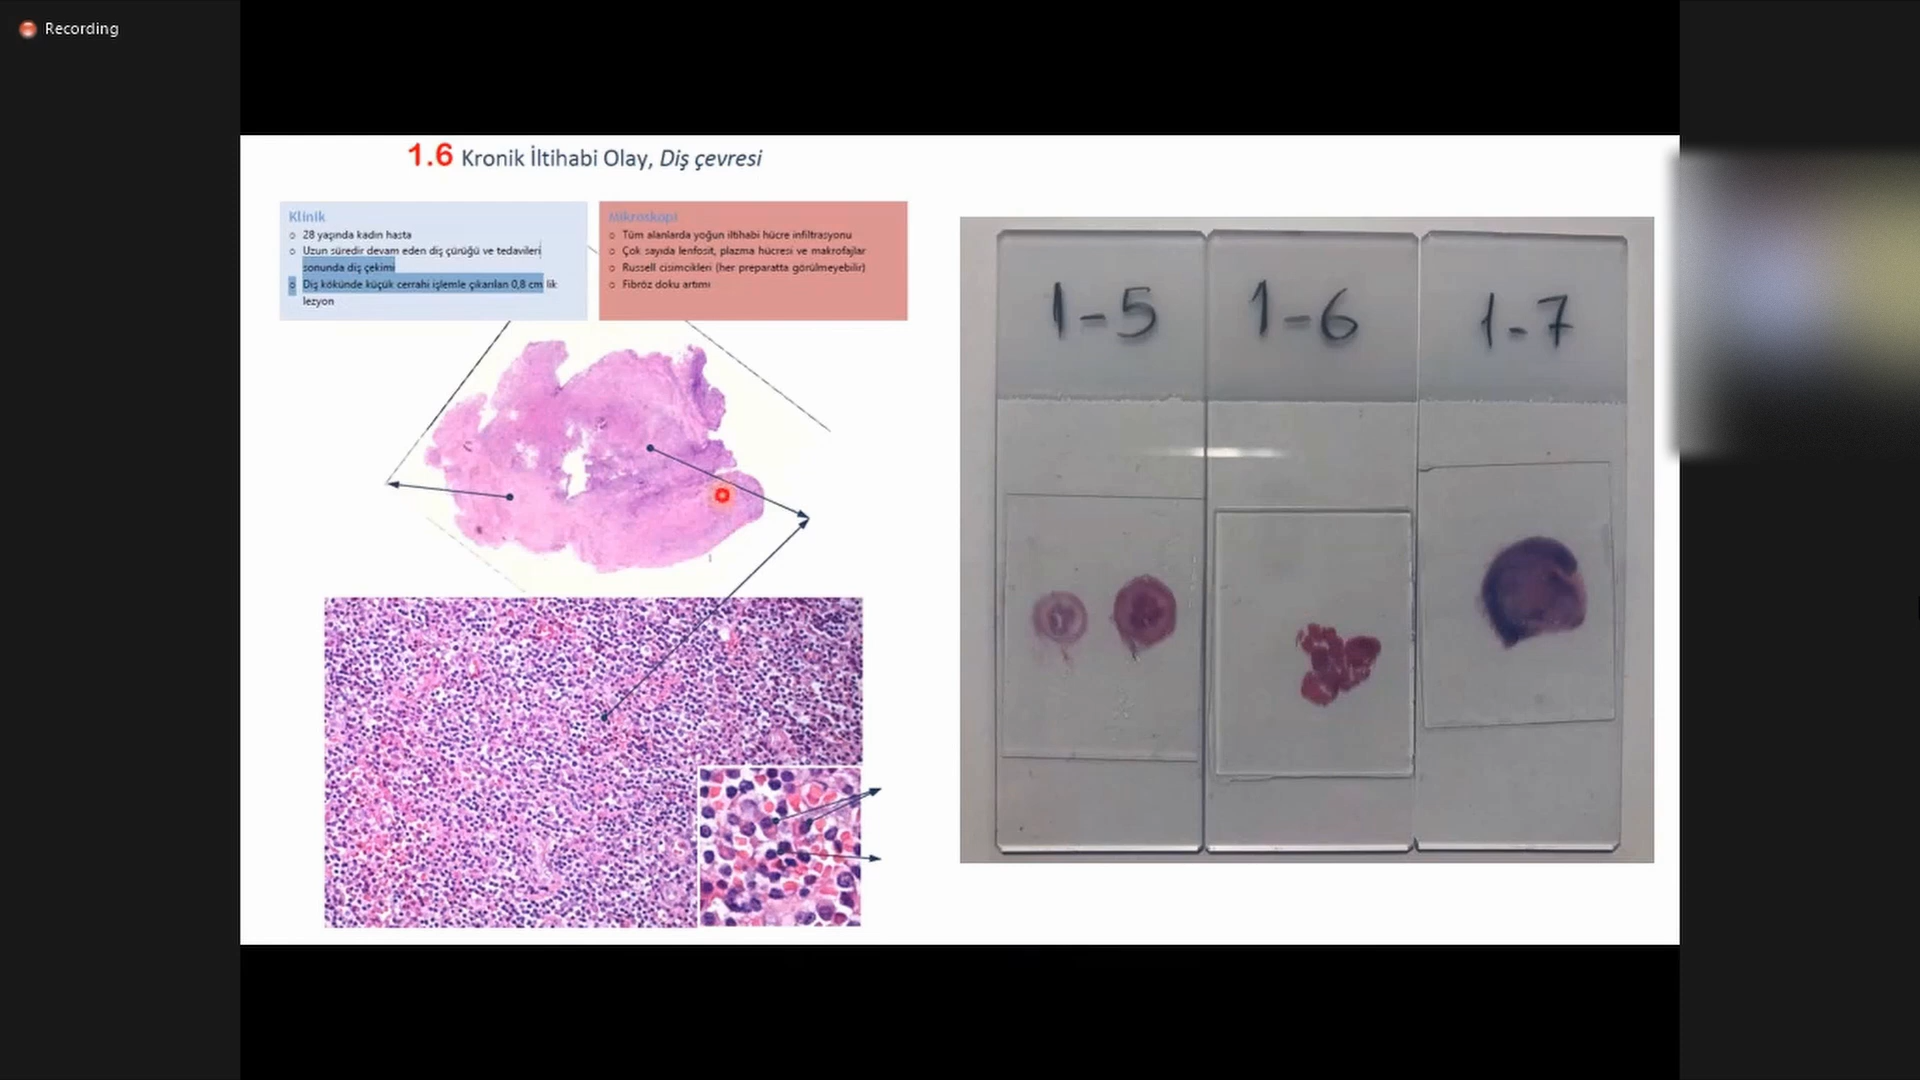 Recording
1.6 Kronik İltihabi Olay, Diş çevresi
Klinik
o 28 yaşında kadın hasta
o Uzun süredir devam eden diş çürüğü ve tedavileri
sonunda diş çekimi
o Diş kökünde küçük cerrahi işlemle çıkarılan 0,8 cm lik
lezyon
Mikroskopi
o Tüm alanlarda yoğun iltihabi hücre infiltrasyonu
o Çok sayıda lenfosit, plazma hücresi ve makrofajlar
o Russell cisimcikleri (her preparatta görülmeyebilir)
o Fibröz doku artımı
1-5
1-6
1-7